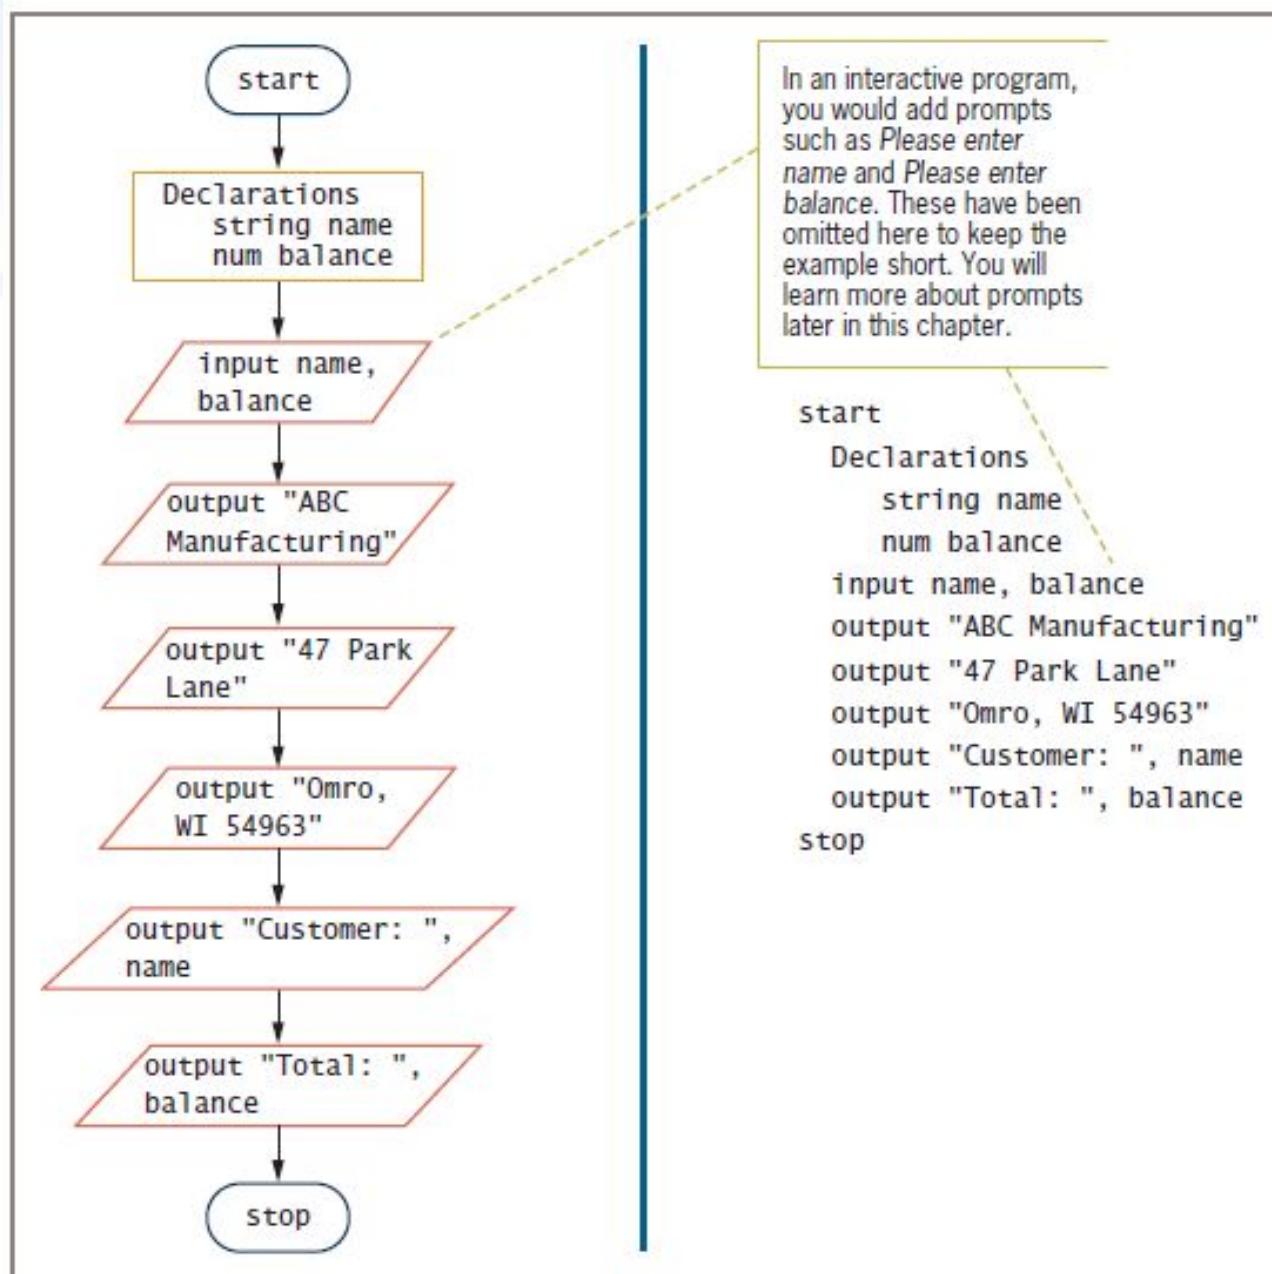 start
Declarations
string name
num balance
input name,
balance
output "ABC
Manufacturing"
output "47 Park
Lane"
output "Omro,
WI 54963"
output "Customer: ",
name
output "Total: ",
balance
stop
In an interactive program,
you would add prompts
such as Please enter
name and Please enter
balance. These have been
omitted here to keep the
example short. You will
learn more about prompts
later in this chapter.
start
Declarations
string name
num balance
input name, balance
output "ABC Manufacturing"
output "47 Park Lane"
output "Omro, WI 54963"
output "Customer: ", name
output "Total: ", balance
stop